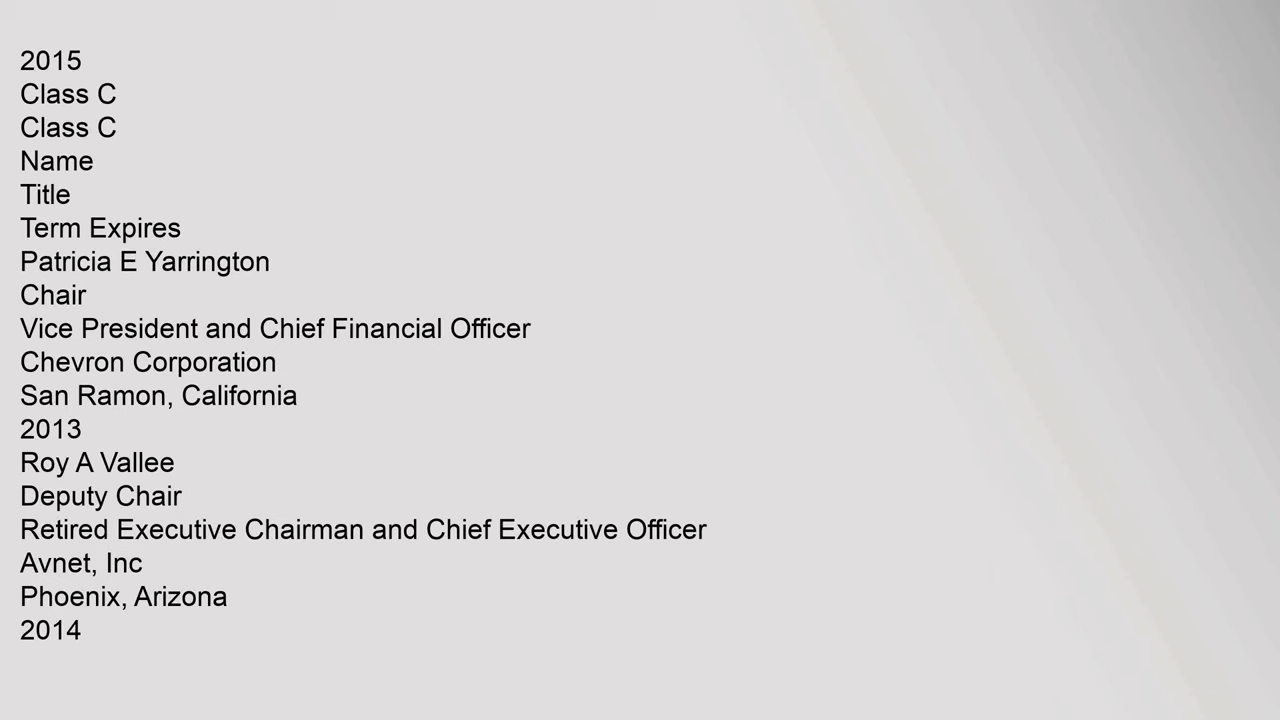 2015
Class C
Class C
Name
Title
Term Expires
Patricia E Yarrington
Chair
Vice President and Chief Financial Officer
Chevron Corporation
San Ramon, California
2013
Roy A Vallee
Deputy Chair
Retired Executive Chairman and Chief Executive Officer
Avnet, Inc
Phoenix, Arizona
2014